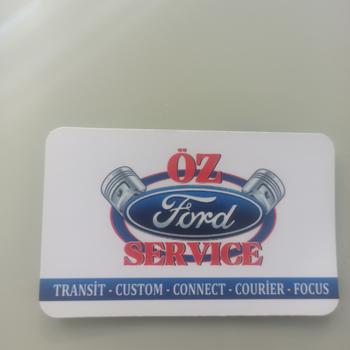 ÖZ
Ford
SERVICE
TRANSİT - CUSTOM - CONNECT - COURİER - FOCUS